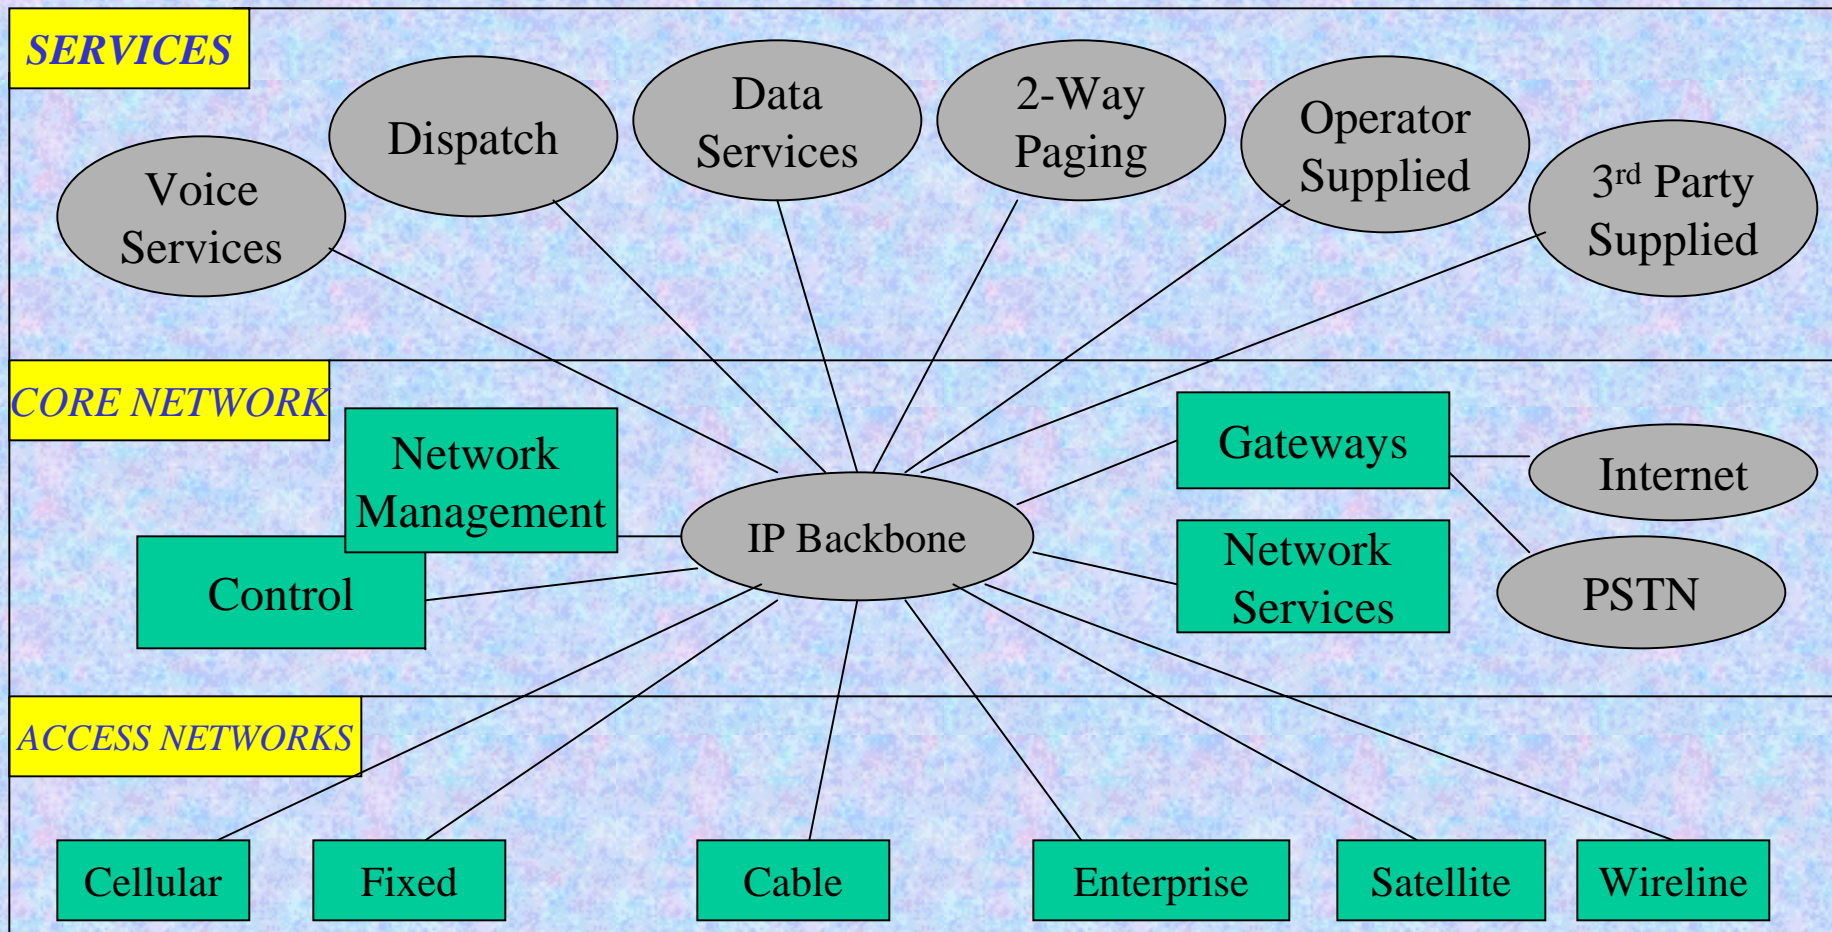 SERVICES
Voice
Services
Dispatch
Data
Services
2-Way
Paging
Operator
Supplied
3rd Party
Supplied
CORE NETWORK
Network
Management
Control
IP Backbone
Gateways
Network
Services
Internet
PSTN
ACCESS NETWORKS
Cellular
Fixed
Cable
Enterprise
Satellite
Wireline